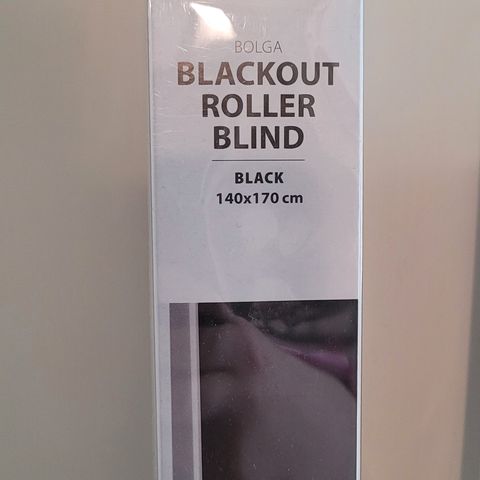 BOLGA
BLACKOUT
ROLLER
BLIND
BLACK
140x170 cm